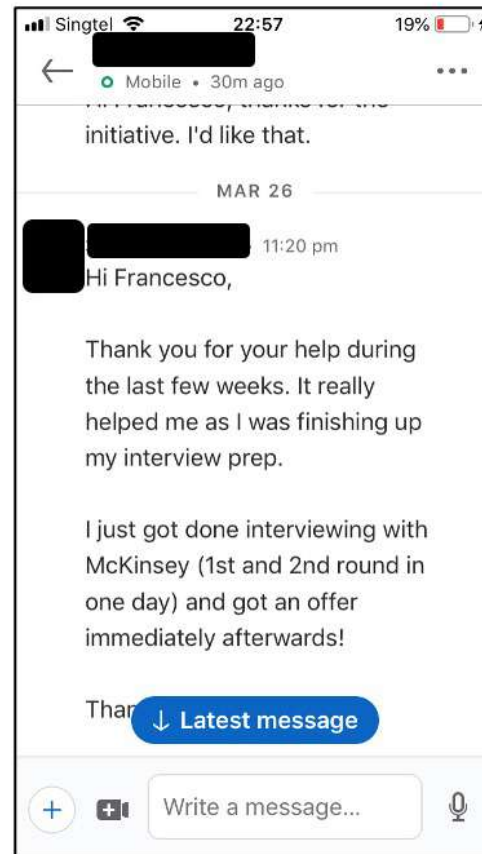 Singtel 22:57 19%
Mobile • 30m ago
initiative. I'd like that.
MAR 26
11:20 pm
Hi Francesco,
Thank you for your help during
the last few weeks. It really
helped me as I was finishing up
my interview prep.
I just got done interviewing with
McKinsey (1st and 2nd round in
one day) and got an offer
immediately afterwards!
↓ Latest message
Write a message...